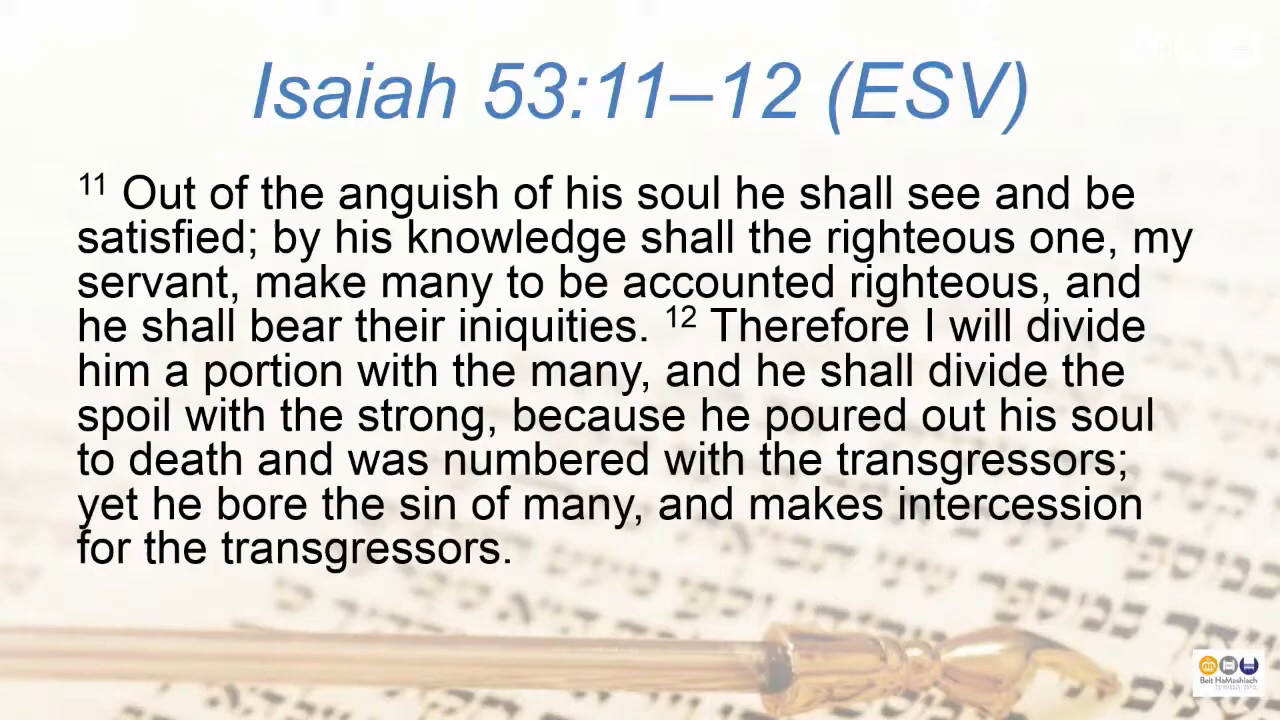 Isaiah 53:11–12 (ESV)
11 Out of the anguish of his soul he shall see and be
satisfied; by his knowledge shall the righteous one, my
servant, make many to be accounted righteous, and
he shall bear their iniquities. 12 Therefore I will divide
him a portion with the many, and he shall divide the
spoil with the strong, because he poured out his soul
to death and was numbered with the transgressors;
yet he bore the sin of many, and makes intercession
for the transgressors.
Beit HaMashiach